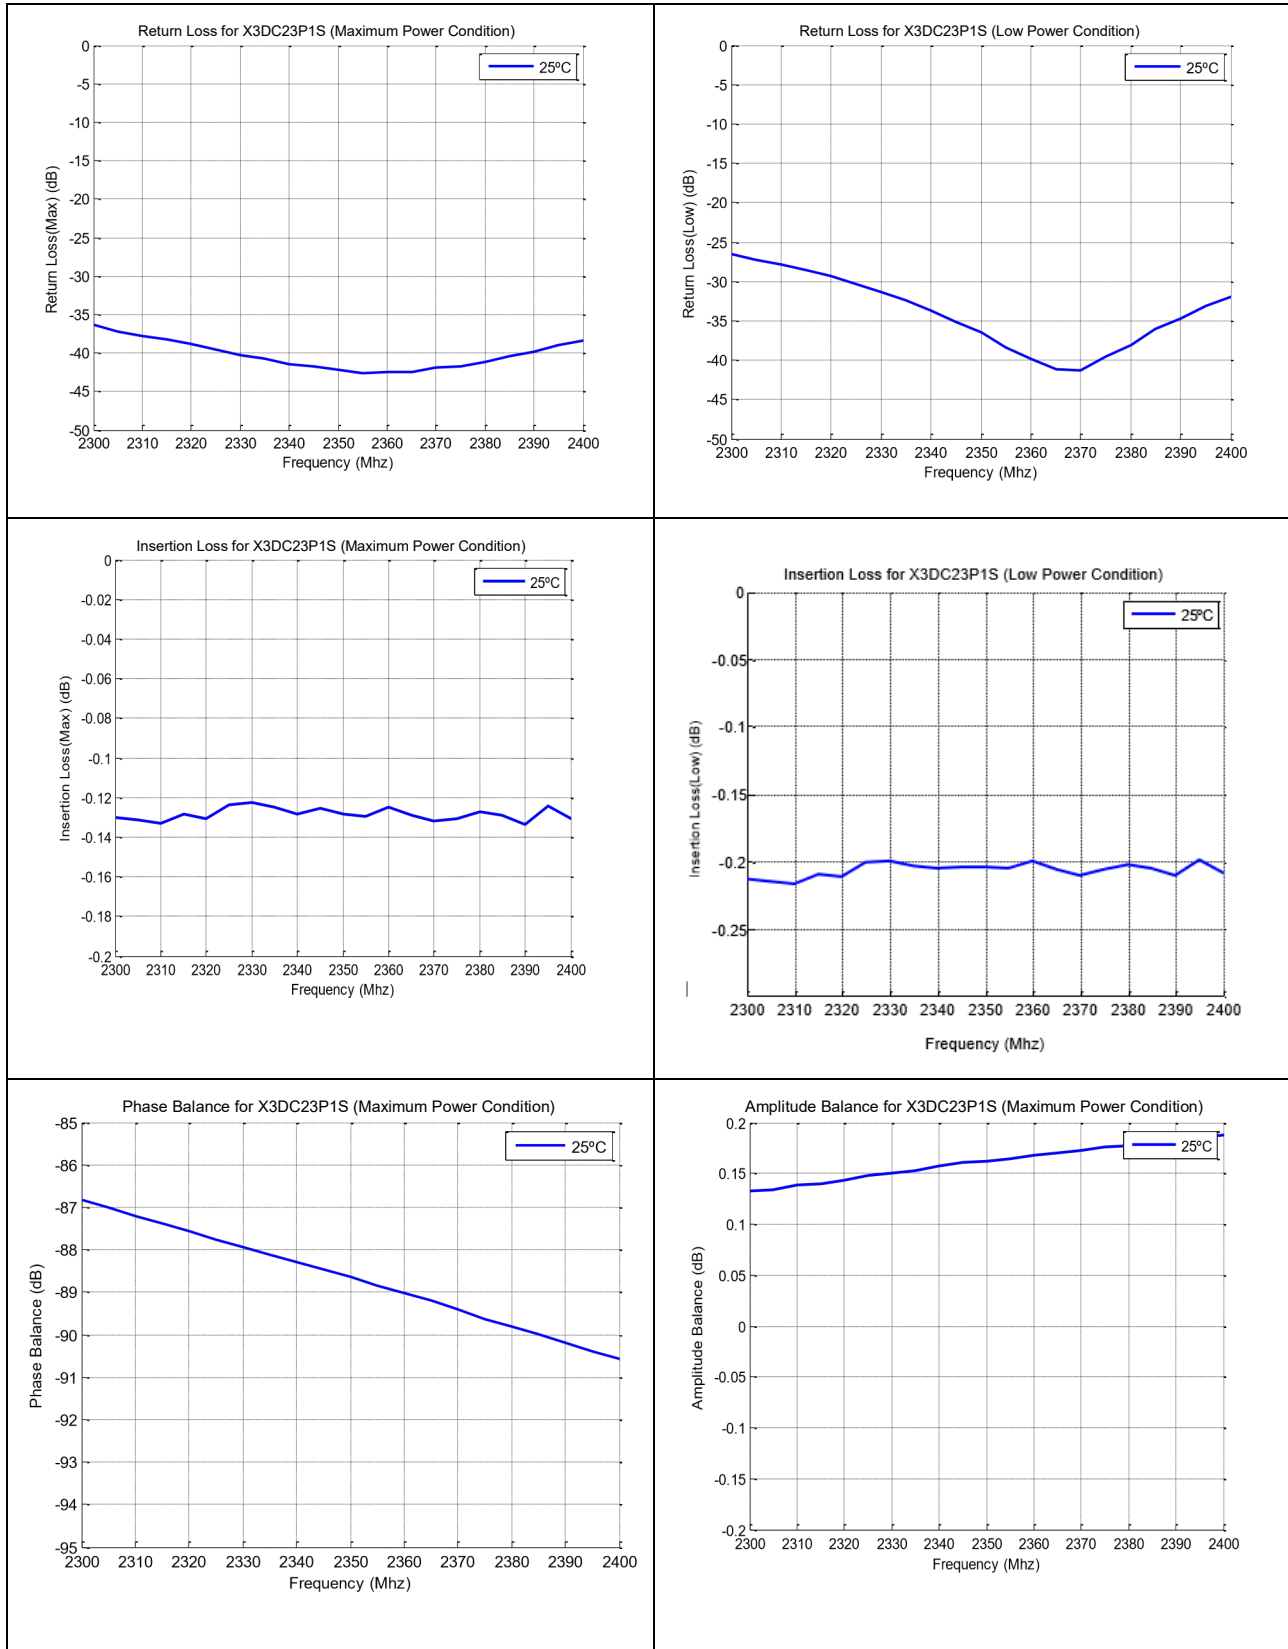 Return Loss for X3DC23P1S (Maximum Power Condition)
25ºC
0
-5
-10
-15
-20
-25
-30
-35
-40
-45
-50
Return Loss(Max) (dB)
2300 2310 2320 2330 2340 2350 2360 2370 2380 2390 2400
Frequency (Mhz)
Return Loss for X3DC23P1S (Low Power Condition)
25ºC
0
-5
-10
-15
-20
-25
-30
-35
-40
-45
-50
Return Loss(Low) (dB)
2300 2310 2320 2330 2340 2350 2360 2370 2380 2390 2400
Frequency (Mhz)
Insertion Loss for X3DC23P1S (Maximum Power Condition)
25ºC
0
-0.02
-0.04
-0.06
-0.08
-0.1
-0.12
-0.14
-0.16
-0.18
-0.2
Insertion Loss(Max) (dB)
2300 2310 2320 2330 2340 2350 2360 2370 2380 2390 2400
Frequency (Mhz)
Insertion Loss for X3DC23P1S (Low Power Condition)
25ºC
0
-0.05
-0.1
-0.15
-0.2
-0.25
Insertion Loss(Low) (dB)
2300 2310 2320 2330 2340 2350 2360 2370 2380 2390 2400
Frequency (Mhz)
Phase Balance for X3DC23P1S (Maximum Power Condition)
25ºC
-85
-86
-87
-88
-89
-90
-91
-92
-93
-94
-95
Phase Balance (dB)
2300 2310 2320 2330 2340 2350 2360 2370 2380 2390 2400
Frequency (Mhz)
Amplitude Balance for X3DC23P1S (Maximum Power Condition)
25ºC
0.2
0.15
0.1
0.05
0
-0.05
-0.1
-0.15
-0.2
Amplitude Balance (dB)
2300 2310 2320 2330 2340 2350 2360 2370 2380 2390 2400
Frequency (Mhz)